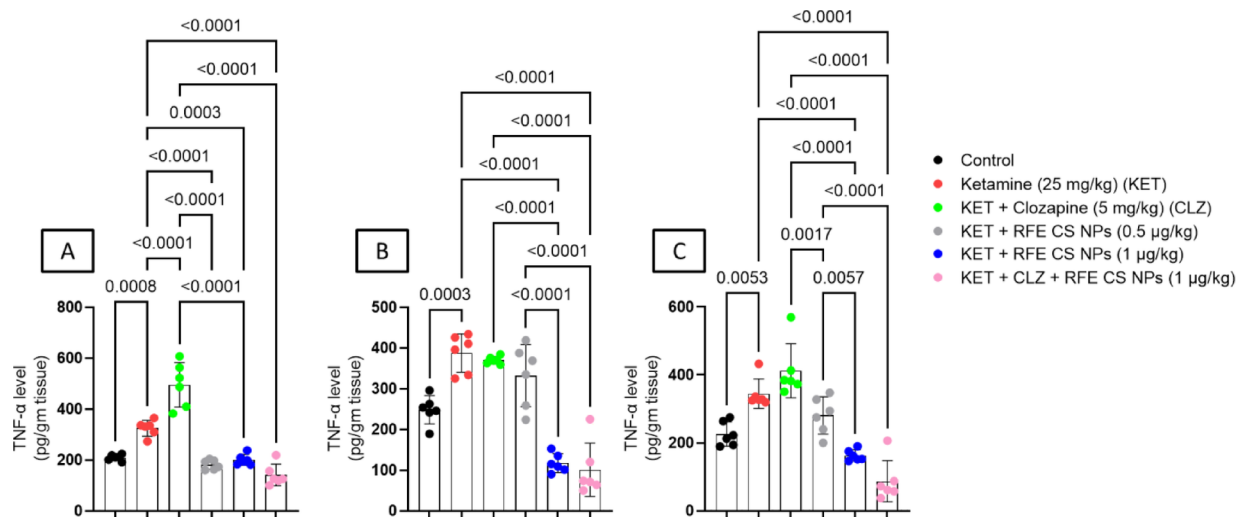 <0.0001
<0.0001
0.0003
<0.0001
<0.0001
<0.0001
0.0008
<0.0001
A
800
600
400
200
0
TNF-α level
(pg/gm tissue)
<0.0001
<0.0001
<0.0001
<0.0001
0.0003
<0.0001
B
500
400
300
200
100
0
TNF-α level
(pg/gm tissue)
<0.0001
<0.0001
<0.0001
<0.0001
<0.0001
0.0017
0.0053
0.0057
C
600
400
200
0
TNF-α level
(pg/gm tissue)
Control
Ketamine (25 mg/kg) (KET)
KET + Clozapine (5 mg/kg) (CLZ)
KET + RFE CS NPs (0.5 µg/kg)
KET + RFE CS NPs (1 µg/kg)
KET + CLZ + RFE CS NPs (1 µg/kg)